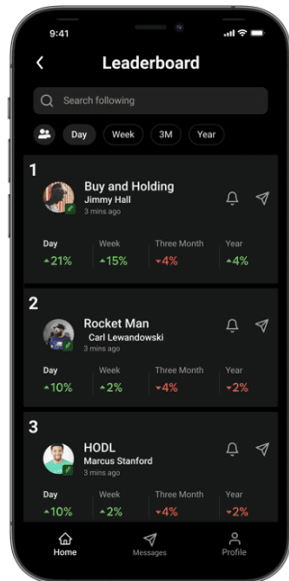 9:41
Leaderboard
Search following
Day Week 3M Year
1
Buy and Holding
Jimmy Hall
3 mins ago
Day Week Three Month Year
21% 15% 4% 4%
2
Rocket Man
Carl Lewandowski
3 mins ago
Day Week Three Month Year
10% 2% 4% 2%
3
HODL
Marcus Stanford
3 mins ago
Day Week Three Month Year
10% 2% 4% 2%
Home Messages Profile